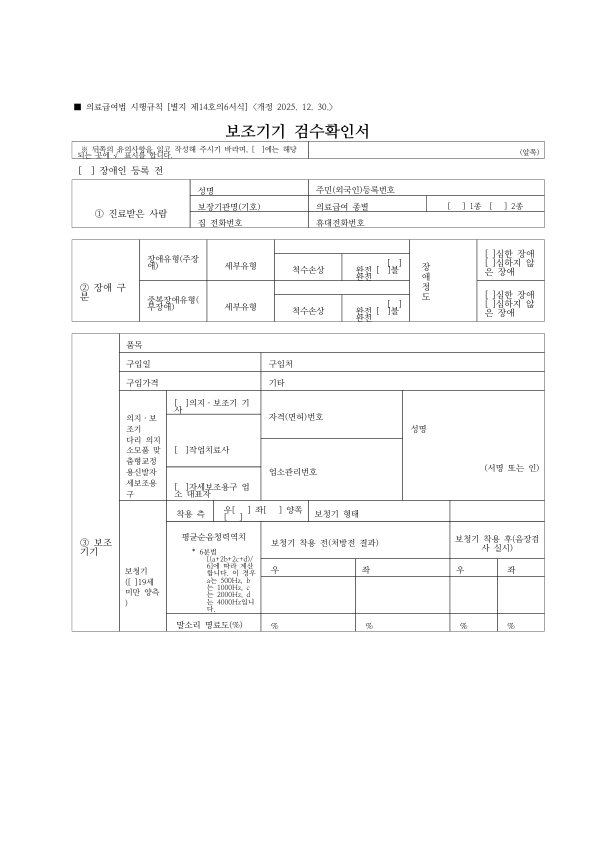 ■ 의료급여법 시행규칙 [별지 제14호의6서식] 〈개정 2025. 12. 30.〉
보조기기 검수확인서
※ 뒤쪽의 유의사항을 읽고 작성해 주시기 바라며, [  ]에는 해당
되는 곳에 √ 표시를 합니다.
(앞쪽)
[  ] 장애인 등록 전
① 진료받은 사람
성명
주민(외국인)등록번호
보장기관명(기호)
의료급여 종별
[  ] 1종 [  ] 2종
집 전화번호
휴대전화번호
② 장애 구
분
장애유형(주장
애)
세부유형
척수손상
[  ]
완전 [  ]불
완전
장
애
정
도
[ ]심한 장애
[ ]심하지 않
은 장애
중복장애유형(
부장애)
세부유형
척수손상
[  ]
완전 [  ]불
완전
[ ]심한 장애
[ ]심하지 않
은 장애
③ 보조
기기
품목
구입일
구입처
구입가격
기타
의지ㆍ보
조기
다리 의지
소모품 맞
춤형교정
용신발자
세보조용
구
[  ]의지ㆍ보조기 기
사
[  ]작업치료사
[  ]자세보조용구 업
소 대표자
자격(면허)번호
업소관리번호
성명
(서명 또는 인)
보청기
([ ]19세
미만 양측
)
착용 측
우[  ] 좌[  ] 양쪽
[  ]
보청기 형태
평균순음청력역치
* 6분법
[(a+2b+2c+d)/
6]에 따라 계산
합니다. 이 경우
a는 500Hz, b
는 1000Hz, c
는 2000Hz, d
는 4000Hz입니
다.
보청기 착용 전(처방전 결과)
보청기 착용 후(음장검
사 실시)
우
좌
우
좌
말소리 명료도(%)
%
%
%
%